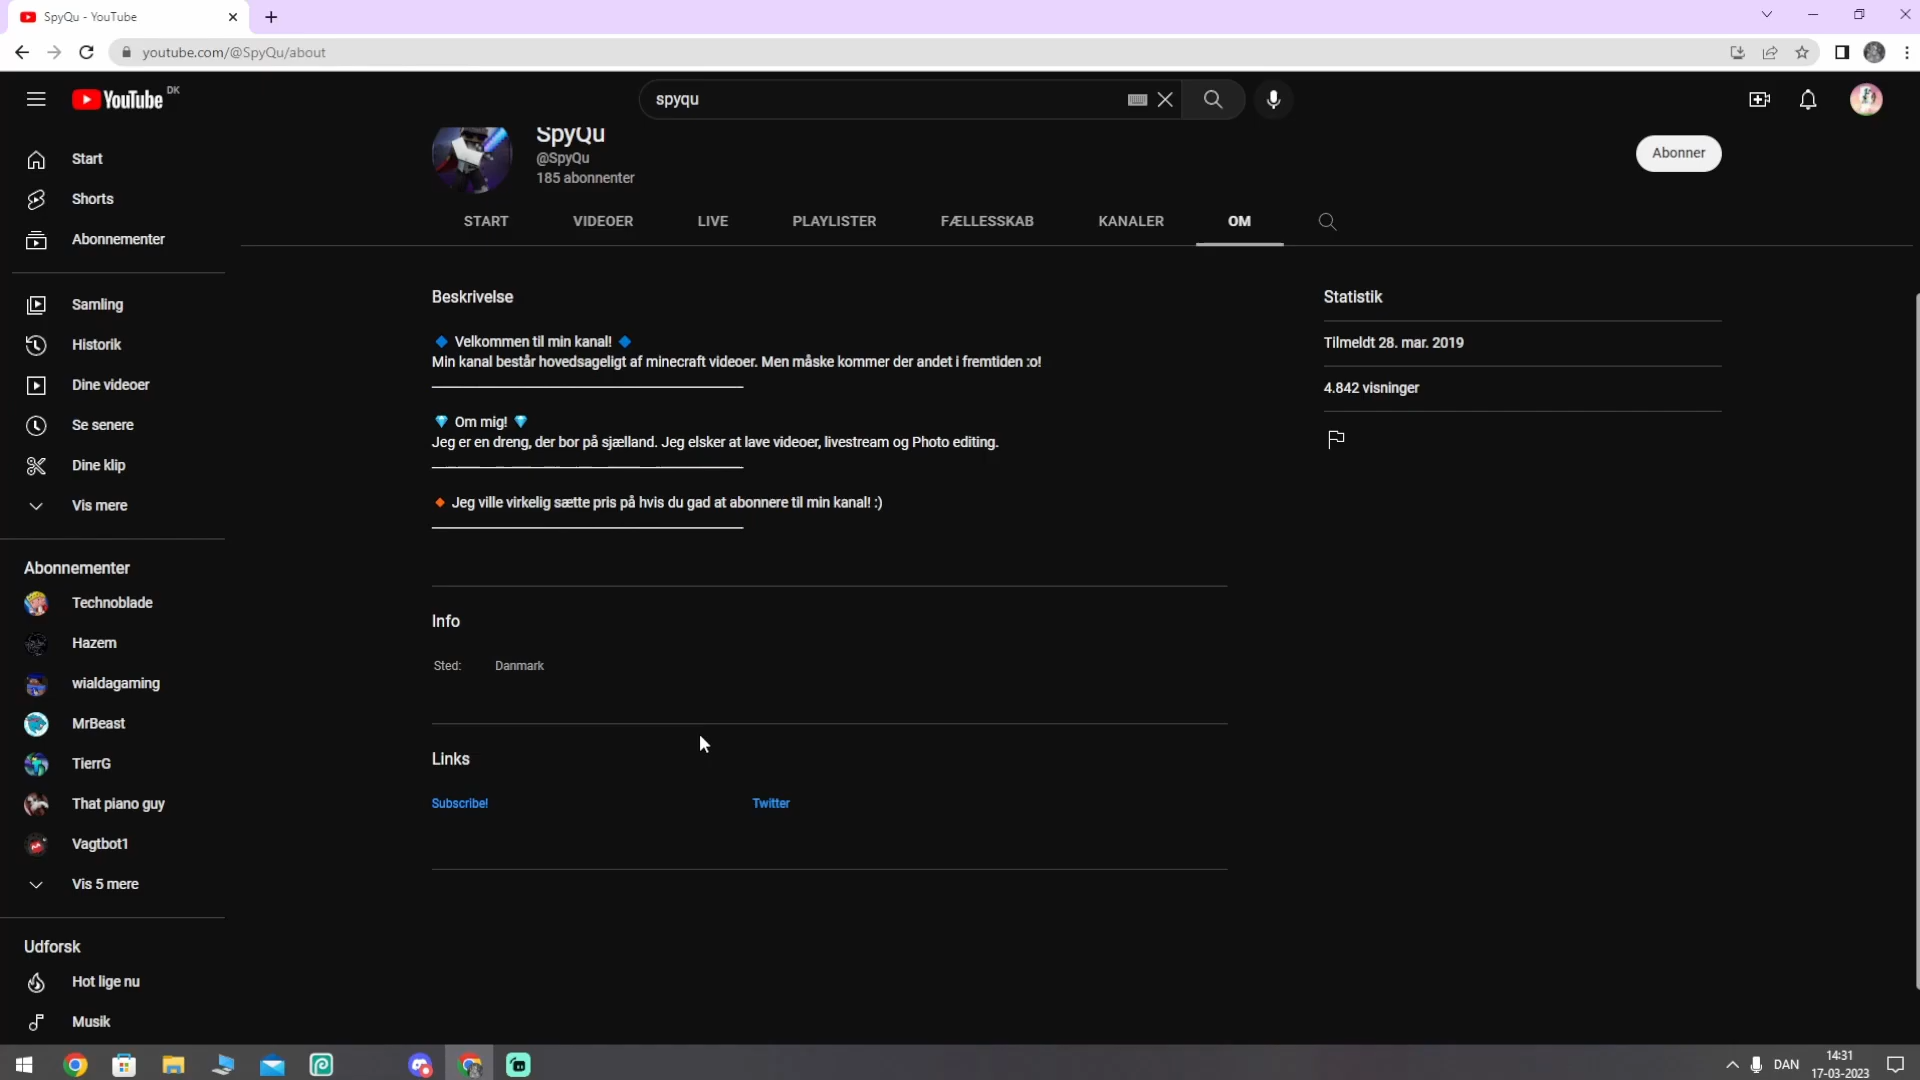 SpyQu - YouTube
youtube.com/@SpyQu/about
YouTube DK
spyqu
Start
Shorts
Abonnementer
Samling
Historik
Dine videoer
Se senere
Dine klip
Vis mere
Abonnementer
Technoblade
Hazem
wialdagaming
MrBeast
TierrG
That piano guy
Vagtbot1
Vis 5 mere
Udforsk
Hot lige nu
Musik
SpyQu
@SpyQu
185 abonnenter
Abonner
START VIDEOER LIVE PLAYLISTER FÆLLESSKAB KANALER OM
Beskrivelse
🔷 Velkommen til min kanal! 🔷
Min kanal består hovedsageligt af minecraft videoer. Men måske kommer der andet i fremtiden :o!
💎 Om mig! 💎
Jeg er en dreng, der bor på sjælland. Jeg elsker at lave videoer, livestream og Photo editing.
🔸 Jeg ville virkelig sætte pris på hvis du gad at abonnere til min kanal! :)
Info
Sted: Danmark
Links
Subscribe! Twitter
Statistik
Tilmeldt 28. mar. 2019
4.842 visninger
DAN
14:31
17-03-2023